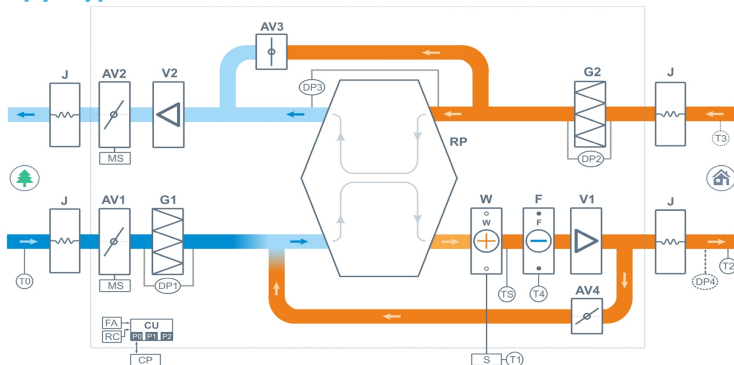 AV3
J
AV2
V2
G2
J
DP3
MS
DP2
T3
RP
J
AV1
G1
W
F
V1
J
W
F
T0
MS
DP1
TS
T4
DP4
T2
AV4
FA
CU
RC
P0 P1 P2
CP
S
T1